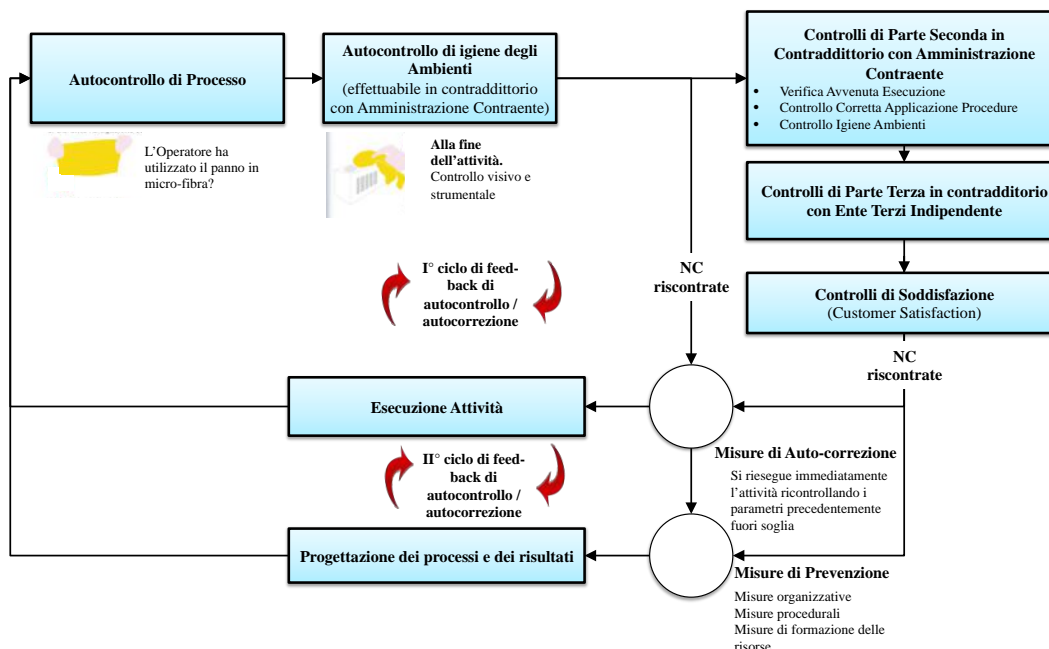 Autocontrollo di Processo
Autocontrollo di igiene degli
Ambienti
(effettuabile in contraddittorio
con Amministrazione Contraente)
Controlli di Parte Seconda in
Contraddittorio con Amministrazione
Contraente
• Verifica Avvenuta Esecuzione
• Controllo Corretta Applicazione Procedure
• Controllo Igiene Ambienti
L'Operatore ha
utilizzato il panno in
micro-fibra?
Alla fine
dell'attività.
Controllo visivo e
strumentale
Controlli di Parte Terza in contradditorio
con Ente Terzi Indipendente
I° ciclo di feed-
back di
autocontrollo /
autocorrezione
NC
riscontrate
Controlli di Soddisfazione
(Customer Satisfaction)
NC
riscontrate
Esecuzione Attività
II° ciclo di feed-
back di
autocontrollo /
autocorrezione
Misure di Auto-correzione
Si riesegue immediatamente
l'attività ricontrollando i
parametri precedentemente
fuori soglia
Progettazione dei processi e dei risultati
Misure di Prevenzione
Misure organizzative
Misure procedurali
Misure di formazione delle
risorse